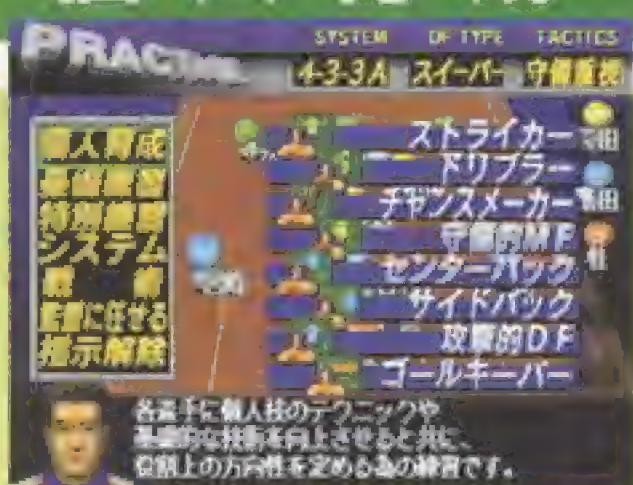 PRACTICE
SYSTEM DF TYPE TACTICS
4-3-3A スイーパー 守備重視
個人育成
特別練習
システム
監督に任せる
指示解除
ストライカー
ドリブラー
チャンスメーカー
守備的MF
センターバック
サイドバック
攻撃的DF
ゴールキーパー
各選手に個人技のテクニックや
基礎的な技術を向上させると共に、
役割上の方向性を定める為の練習です。